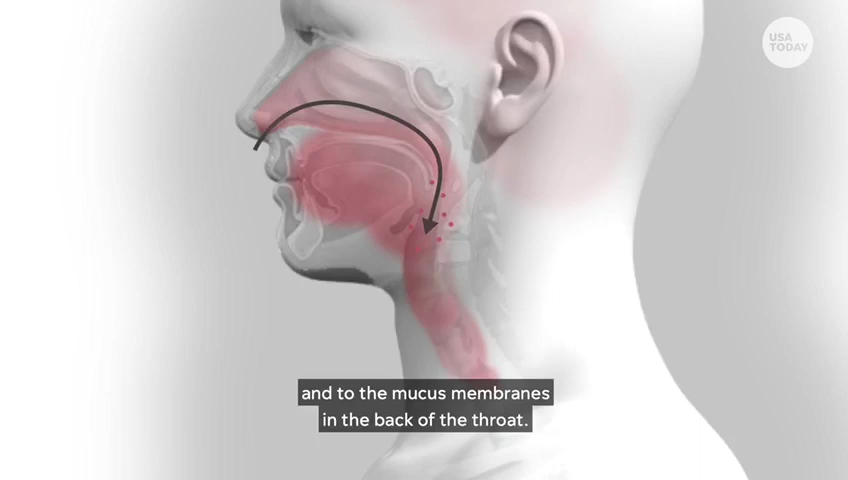 USA
TODAY
and to the mucus membranes
in the back of the throat.